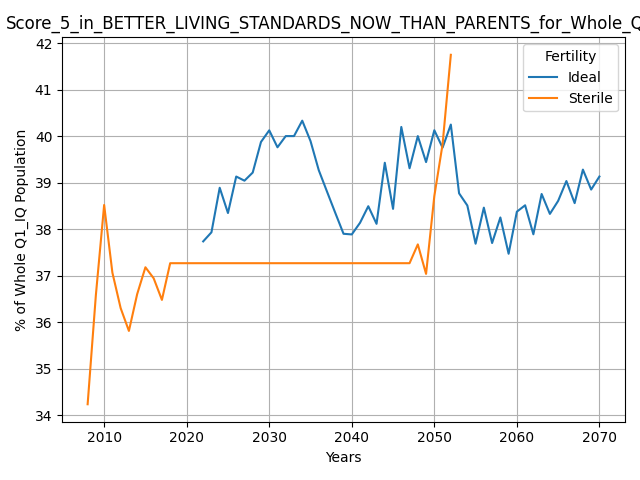 Score_5_in_BETTER_LIVING_STANDARDS_NOW_THAN_PARENTS_for_Whole_Q
42
41
40
39
38
37
36
35
34
% of Whole Q1_IQ Population
Fertility
Ideal
Sterile
2010 2020 2030 2040 2050 2060 2070
Years